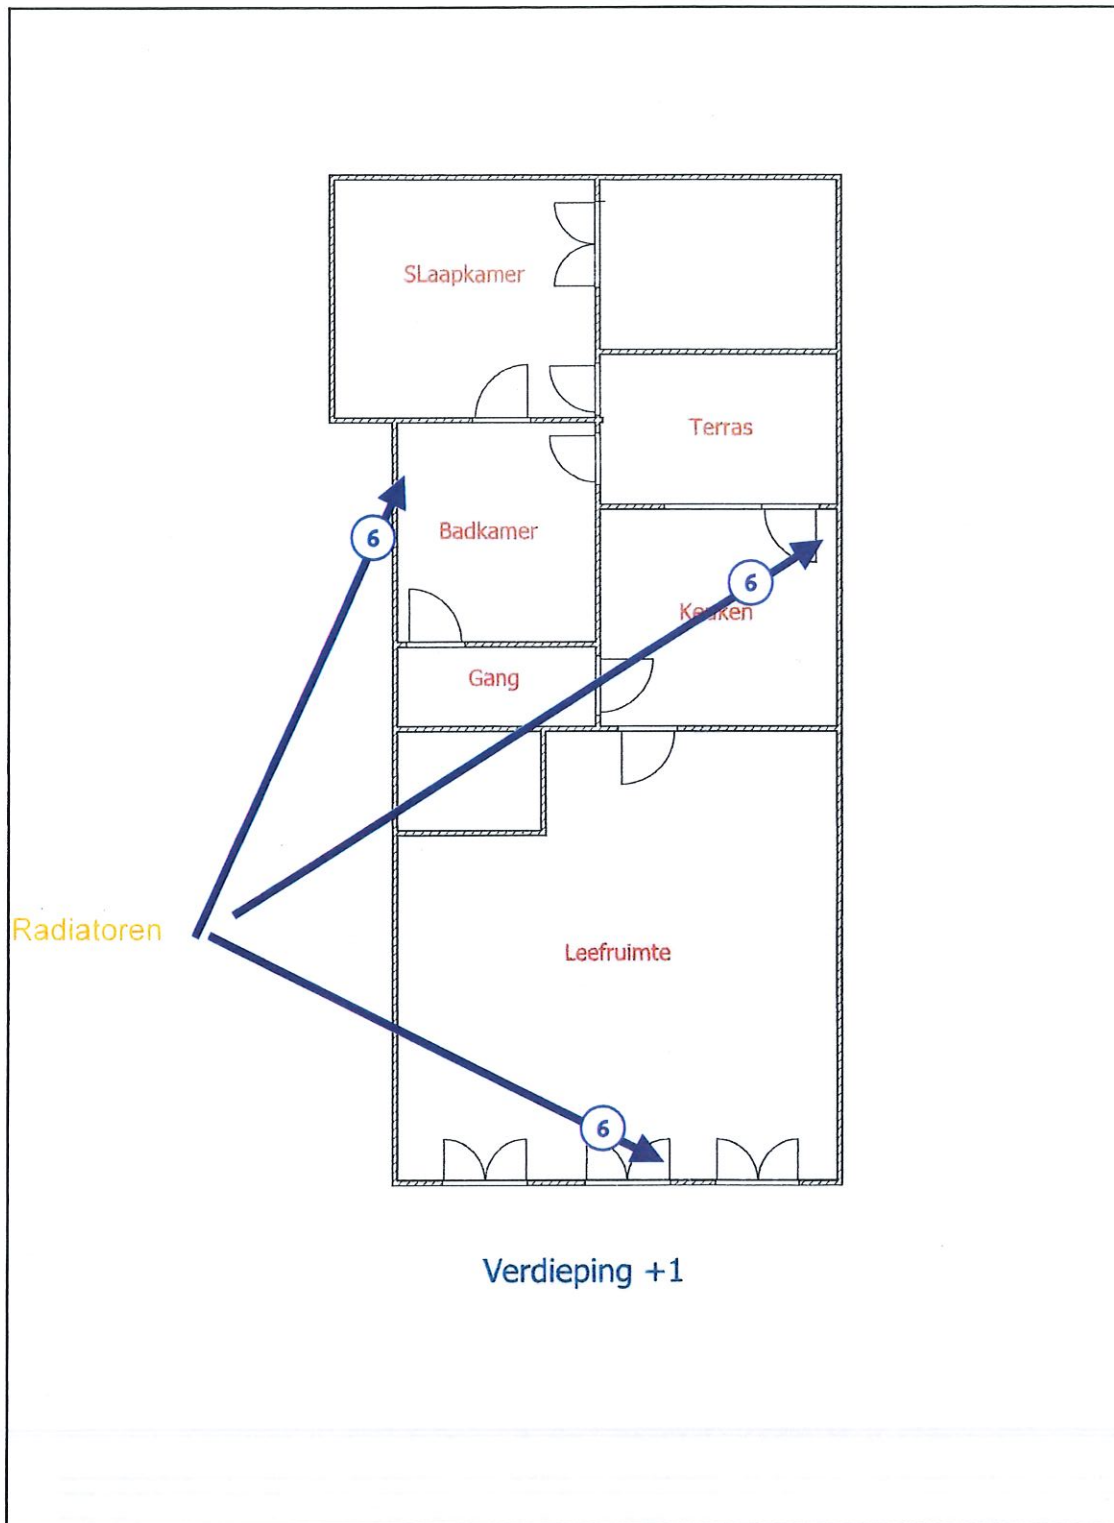 SLaapkamer
Terras
6
Badkamer
6
Keuken
Gang
Radiatoren
Leefruimte
6
Verdieping +1